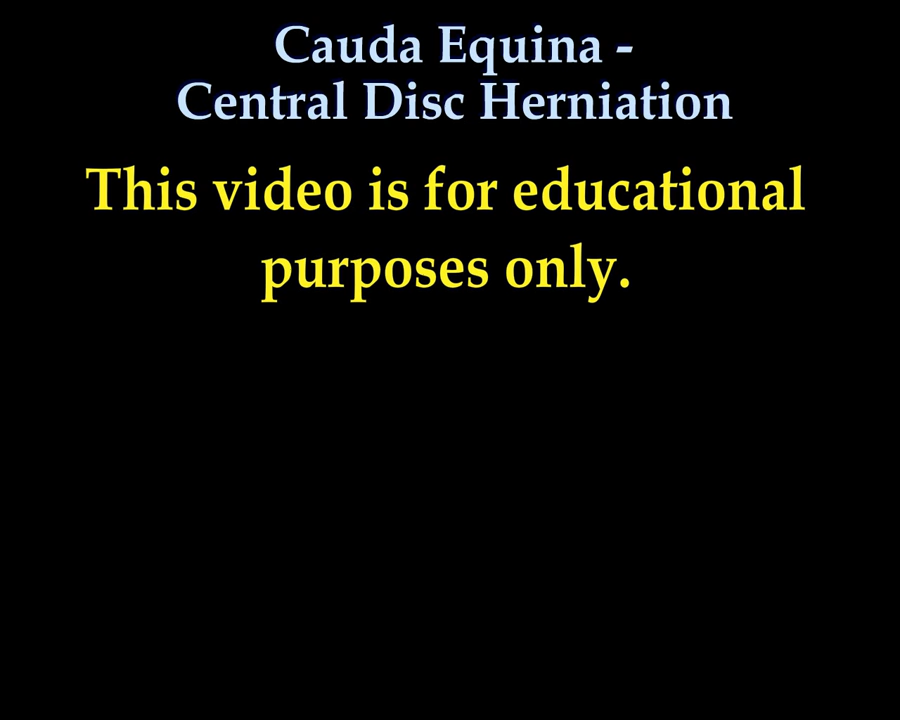 Cauda Equina -
Central Disc Herniation
This video is for educational
purposes only.